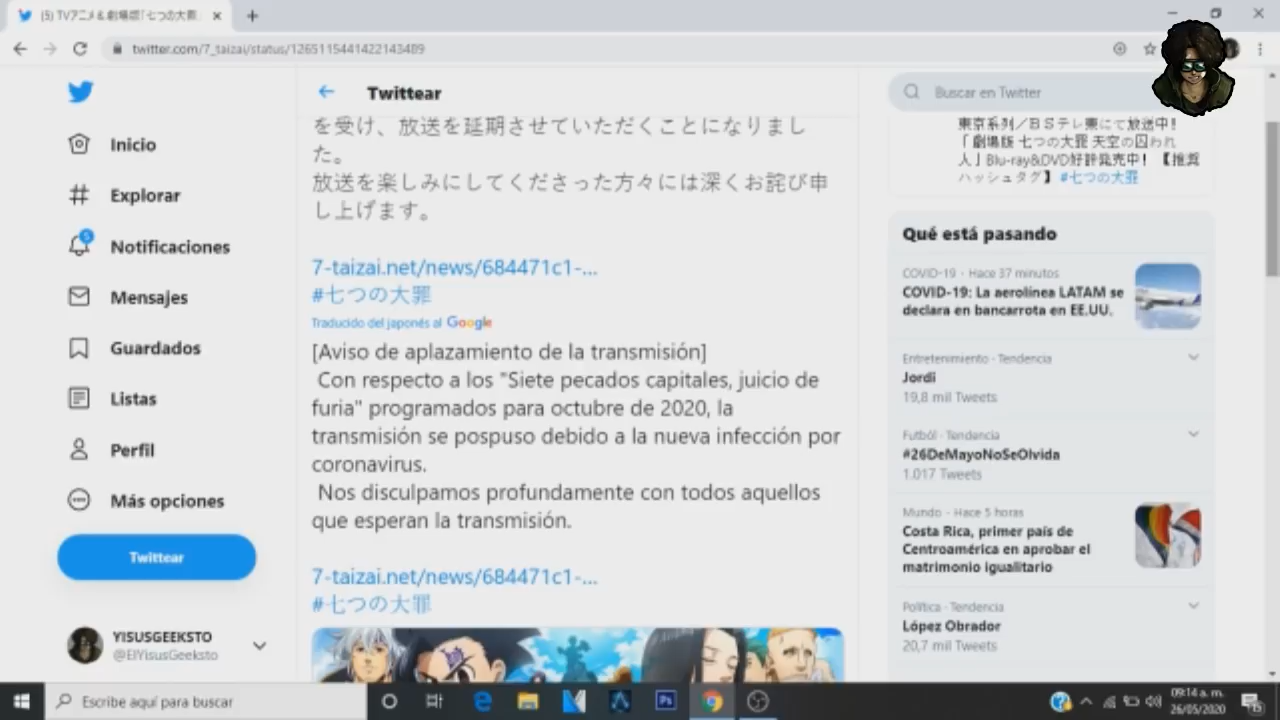 (5) TVアニメ&劇場版「七つの大罪
twitter.com/7_taizai/status/1265115441422143489
Twittear
Buscar en Twitter
Inicio
Explorar
5
Notificaciones
Mensajes
Guardados
Listas
Perfil
Más opciones
Twittear
YISUSGEEKSTO
@ElYisusGeeksto
を受け、放送を延期させていただくことになりまし
た。
放送を楽しみにしてくださった方々には深くお詫び申
し上げます。
7-taizai.net/news/684471c1-...
#七つの大罪
Traducido del japonés al Google
[Aviso de aplazamiento de la transmisión]
Con respecto a los "Siete pecados capitales, juicio de
furia" programados para octubre de 2020, la
transmisión se pospuso debido a la nueva infección por
coronavirus.
Nos disculpamos profundamente con todos aquellos
que esperan la transmisión.
7-taizai.net/news/684471c1-...
#七つの大罪
東京系列/BSテレ東にて放送中!
「劇場版 七つの大罪 天空の囚われ
人」Blu-ray&DVD好評発売中! 【推奨
ハッシュタグ】 #七つの大罪
Qué está pasando
COVID-19 · Hace 37 minutos
COVID-19: La aerolínea LATAM se
declara en bancarrota en EE.UU.
Entretenimiento · Tendencia
Jordi
19,8 mil Tweets
Futból · Tendencia
#26DeMayoNoSeOlvida
1.017 Tweets
Mundo · Hace 5 horas
Costa Rica, primer país de
Centroamérica en aprobar el
matrimonio igualitario
Política · Tendencia
López Obrador
20,7 mil Tweets
Escribe aquí para buscar
Ps
09:14 a. m.
26/05/2020